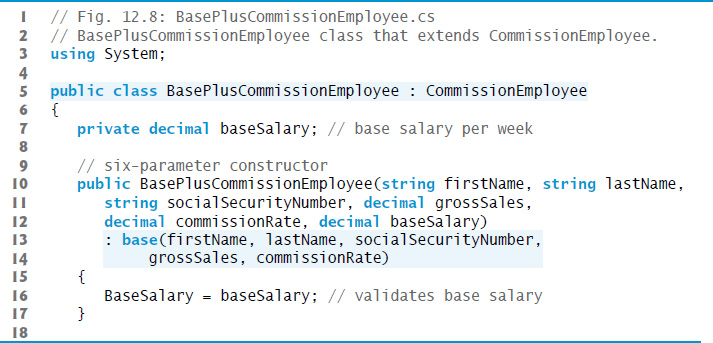 1 // Fig. 12.8: BasePlusCommissionEmployee.cs
2 // BasePlusCommissionEmployee class that extends CommissionEmployee.
3 using System;
4
5 public class BasePlusCommissionEmployee : CommissionEmployee
6 {
7 private decimal baseSalary; // base salary per week
8
9 // six-parameter constructor
10 public BasePlusCommissionEmployee(string firstName, string lastName,
11 string socialSecurityNumber, decimal grossSales,
12 decimal commissionRate, decimal baseSalary)
13 : base(firstName, lastName, socialSecurityNumber,
14 grossSales, commissionRate)
15 {
16 BaseSalary = baseSalary; // validates base salary
17 }
18